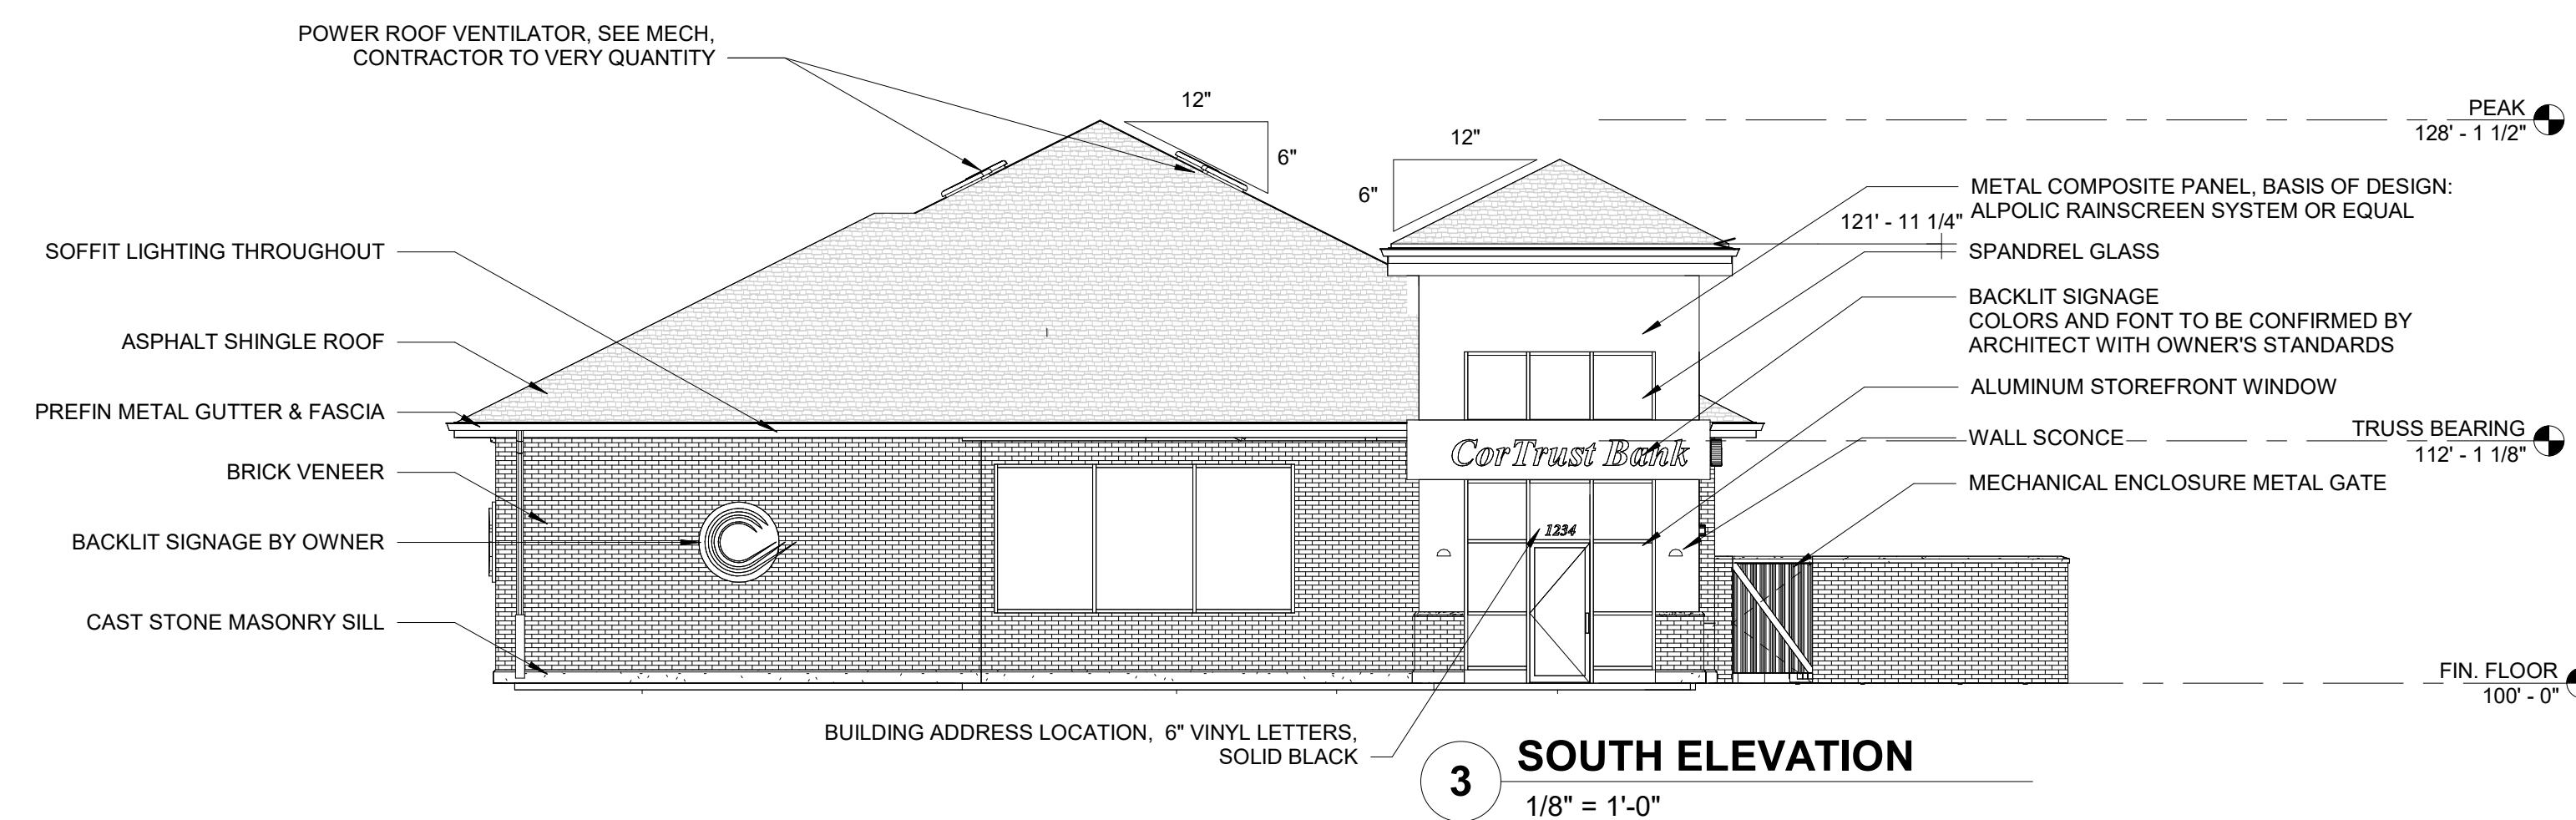 POWER ROOF VENTILATOR, SEE MECH,
CONTRACTOR TO VERY QUANTITY
12"
6"
12"
6"
PEAK
128' - 1 1/2"
METAL COMPOSITE PANEL, BASIS OF DESIGN:
ALPOLIC RAINSCREEN SYSTEM OR EQUAL
121' - 11 1/4"
SPANDREL GLASS
BACKLIT SIGNAGE
COLORS AND FONT TO BE CONFIRMED BY
ARCHITECT WITH OWNER'S STANDARDS
ALUMINUM STOREFRONT WINDOW
WALL SCONCE
TRUSS BEARING
112' - 1 1/8"
MECHANICAL ENCLOSURE METAL GATE
SOFFIT LIGHTING THROUGHOUT
ASPHALT SHINGLE ROOF
PREFIN METAL GUTTER & FASCIA
BRICK VENEER
BACKLIT SIGNAGE BY OWNER
CAST STONE MASONRY SILL
CorTrust Bank
1234
FIN. FLOOR
100' - 0"
BUILDING ADDRESS LOCATION, 6" VINYL LETTERS,
SOLID BLACK
3
SOUTH ELEVATION
1/8" = 1'-0"